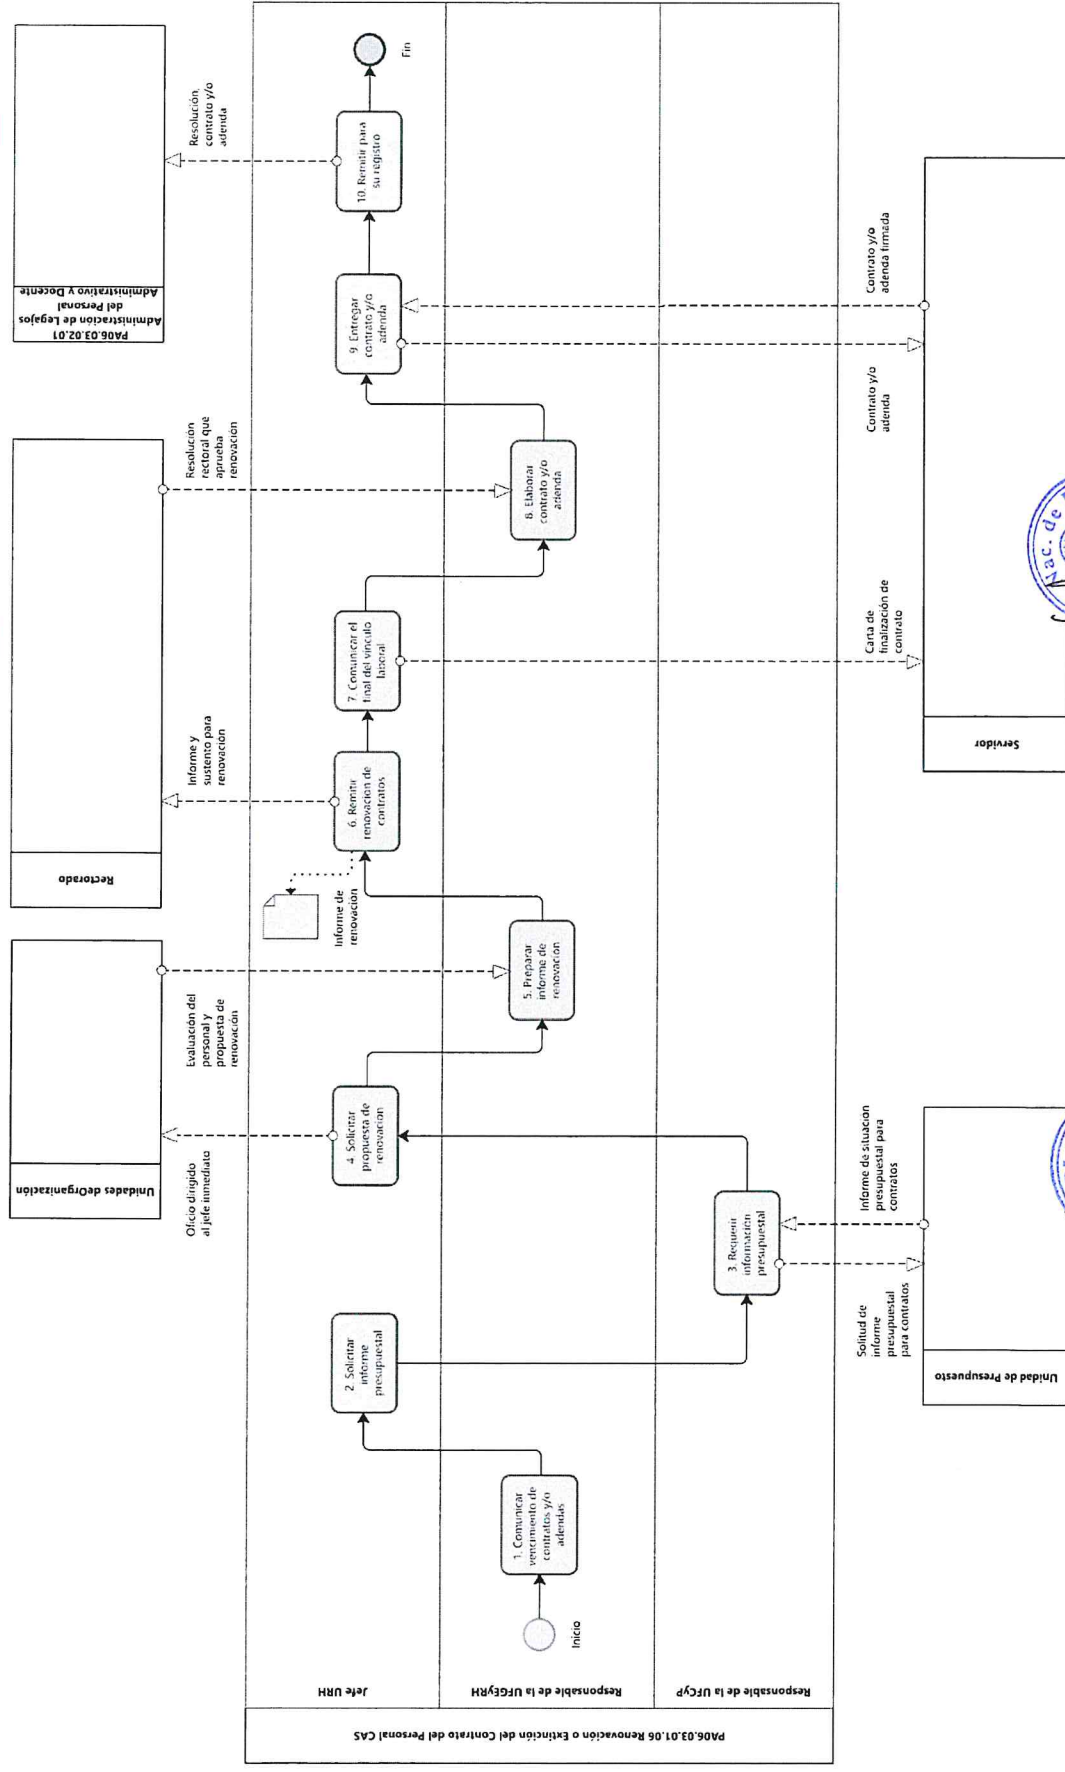 PA06.03.01.06 Renovación o Extinción del Contrato del Personal CAS
Jefe URH
Responsable de la UFGEyRH
Responsable de la UFCyP
Inicio
1. Comunicar
vencimiento de
contratos y/o
adendas
2. Solicitar
informe
presupuestal
3. Requerir
información
presupuestal
Solitud de
informe
presupuestal
para contratos
Informe de situación
presupuestal para
contratos
Unidad de Presupuesto
4. Solicitar
propuesta de
renovación
Oficio dirigido
al jefe inmediato
Unidades deOrganización
Evaluación del
personal y
propuesta de
renovación
5. Preparar
informe de
renovación
Informe de
renovación
6. Remitir
renovación de
contratos
Informe y
sustento para
renovación
Rectorado
7. Comunicar el
final del vínculo
laboral
Carta de
finalización de
contrato
Servidor
Resolución
rectoral que
aprueba
renovación
8. Elaborar
contrato y/o
adenda
9. Entregar
contrato y/o
adenda
Contrato y/o
adenda
Contrato y/o
adenda firmada
10. Remitir para
su registro
Resolución,
contrato y/o
adenda
PA06.03.02.01
Administración de Legajos
del Personal
Administrativo y Docente
Fin
Nac. de